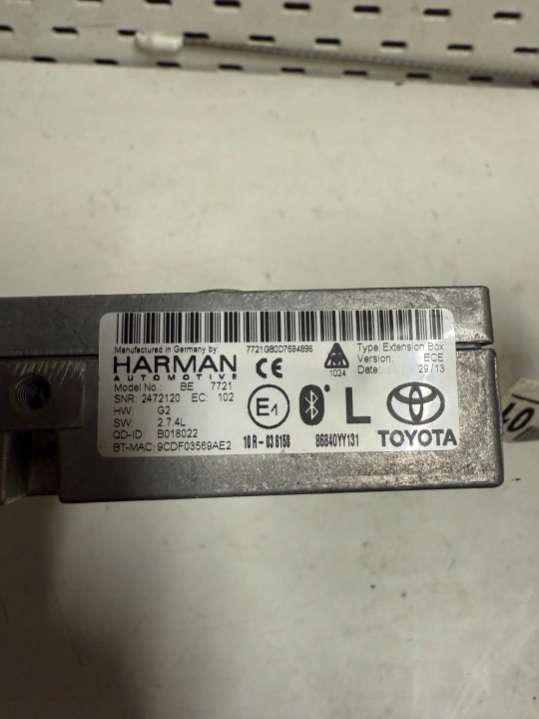 Manufactured in Germany by:
HARMAN
AUTOMOTIVE
Model No.: BE 7721
SNR: 2472120 EC: 102
HW: G2
SW: 2.7.4L
QD-ID B018022
BT-MAC: 9CDF03569AE2
CE
1024
Type: Extension Box
Version: ECE
Date: 29/13
E1
10 R - 03 6158
L
86840YY131
TOYOTA